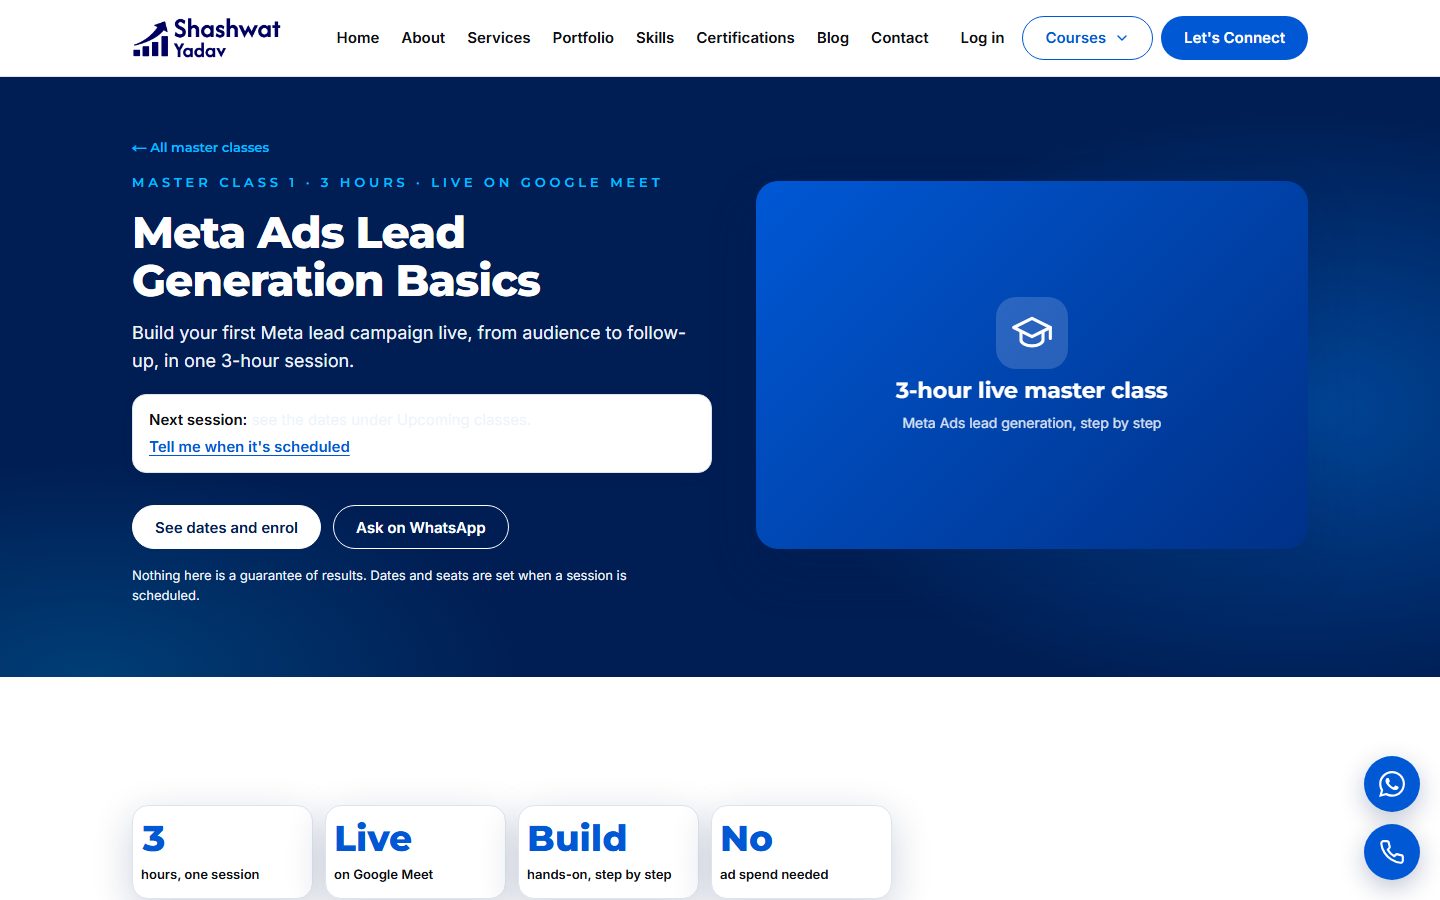 Shashwat
Yadav
Home About Services Portfolio Skills Certifications Blog Contact Log in Courses Let's Connect
← All master classes
MASTER CLASS 1 · 3 HOURS · LIVE ON GOOGLE MEET
Meta Ads Lead
Generation Basics
Build your first Meta lead campaign live, from audience to follow-
up, in one 3-hour session.
Next session: see the dates under Upcoming classes.
Tell me when it's scheduled
See dates and enrol Ask on WhatsApp
Nothing here is a guarantee of results. Dates and seats are set when a session is
scheduled.
3-hour live master class
Meta Ads lead generation, step by step
3
hours, one session
Live
on Google Meet
Build
hands-on, step by step
No
ad spend needed